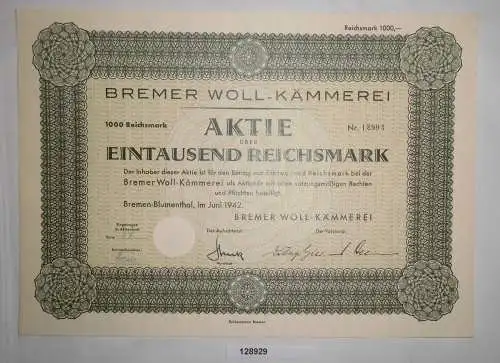 Reichsmark 1000,—
BREMER WOLL-KÄMMEREI
1000 Reichsmark
AKTIE
Nr. 18904
ÜBER
EINTAUSEND REICHSMARK
Der Inhaber dieser Aktie ist für den Betrag von Eintausend Reichsmark bei der
Bremer Woll-Kämmerei als Aktionär mit allen satzungsmäßigen Rechten
und Pflichten beteiligt.
Bremen-Blumenthal, im Juni 1942.
BREMER WOLL-KÄMMEREI
Eingetragen
Der Aufsichtsrat:
Der Vorstand:
128929